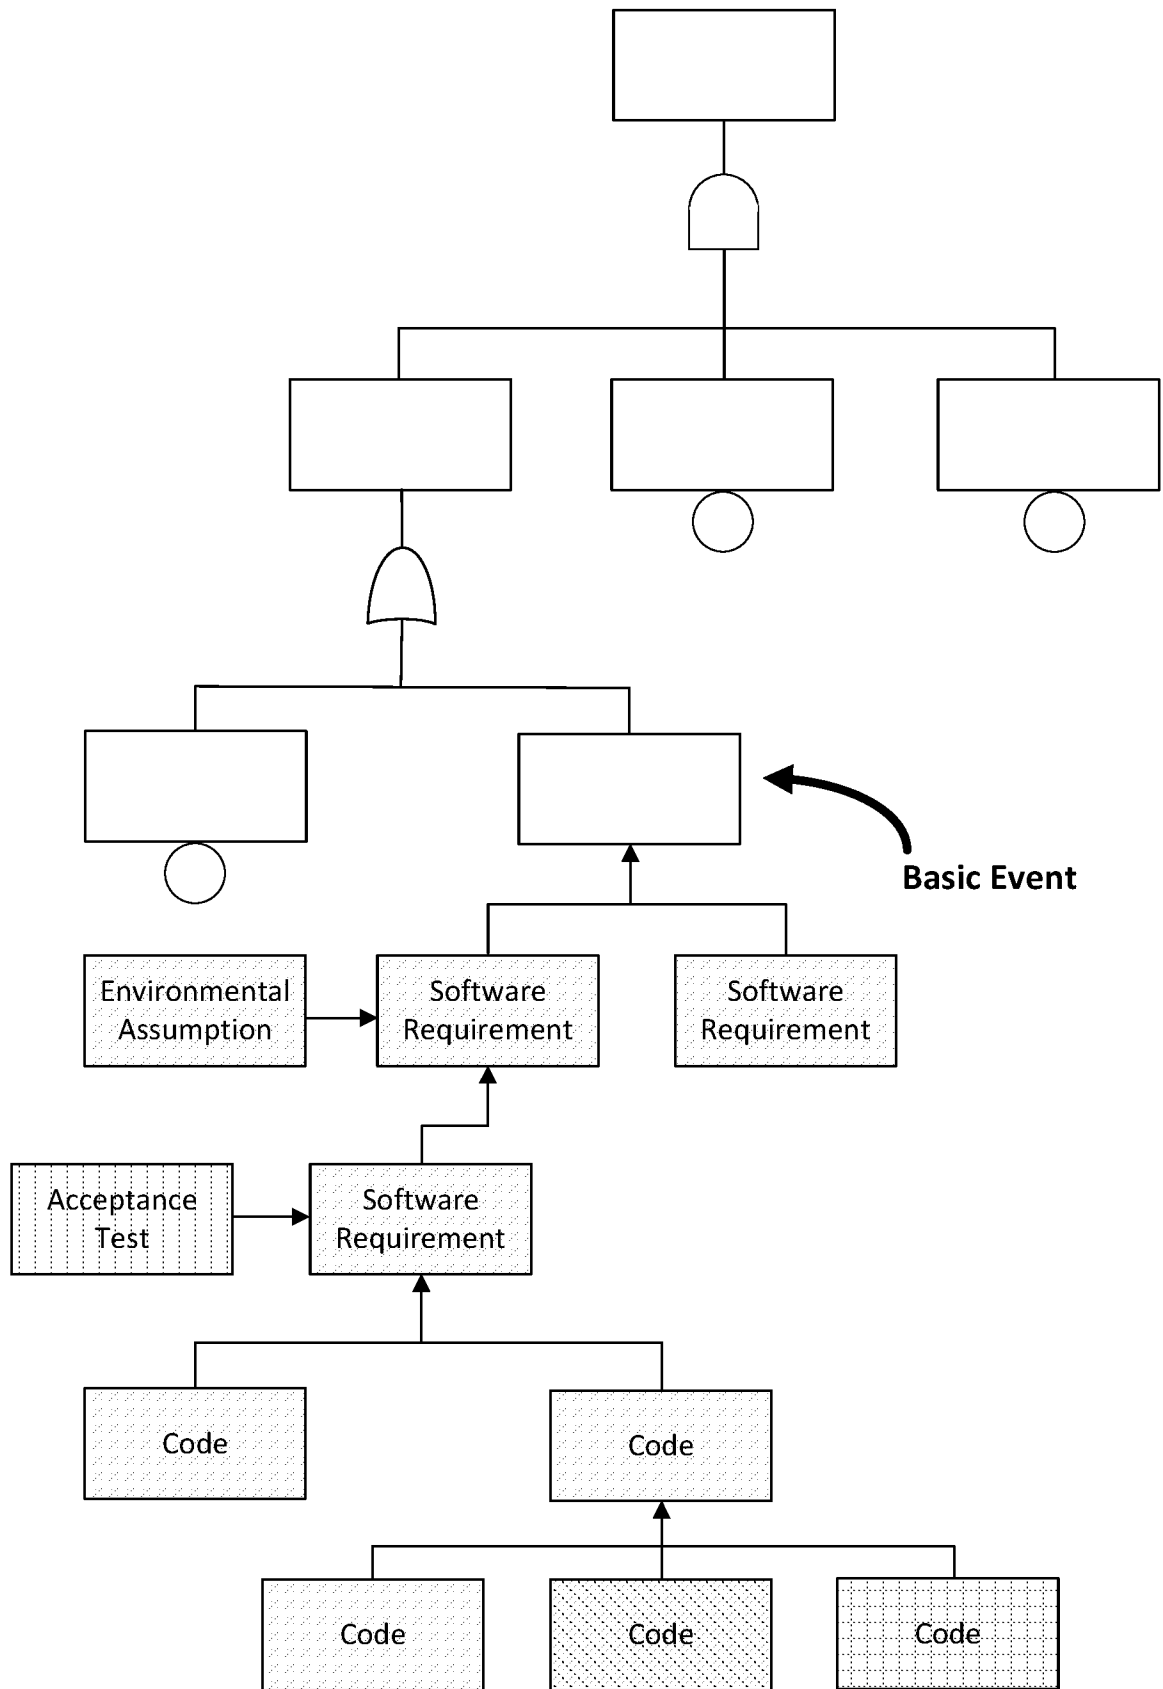 Basic Event
Environmental
Assumption
Software
Requirement
Software
Requirement
Acceptance
Test
Software
Requirement
Code
Code
Code
Code
Code